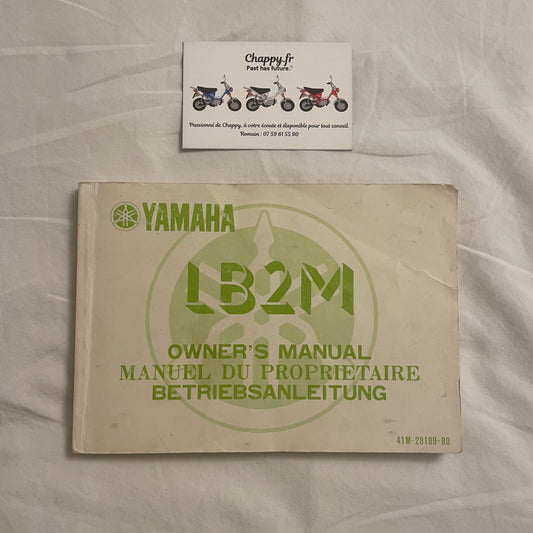 Chappy.fr
Past has future.®
Passionné de Chappy, à votre écoute et disponible pour tout conseil.
Romain : 07 59 61 55 90
YAMAHA
LB2M
OWNER'S MANUAL
MANUEL DU PROPRIETAIRE
BETRIEBSANLEITUNG
41M-28199-80